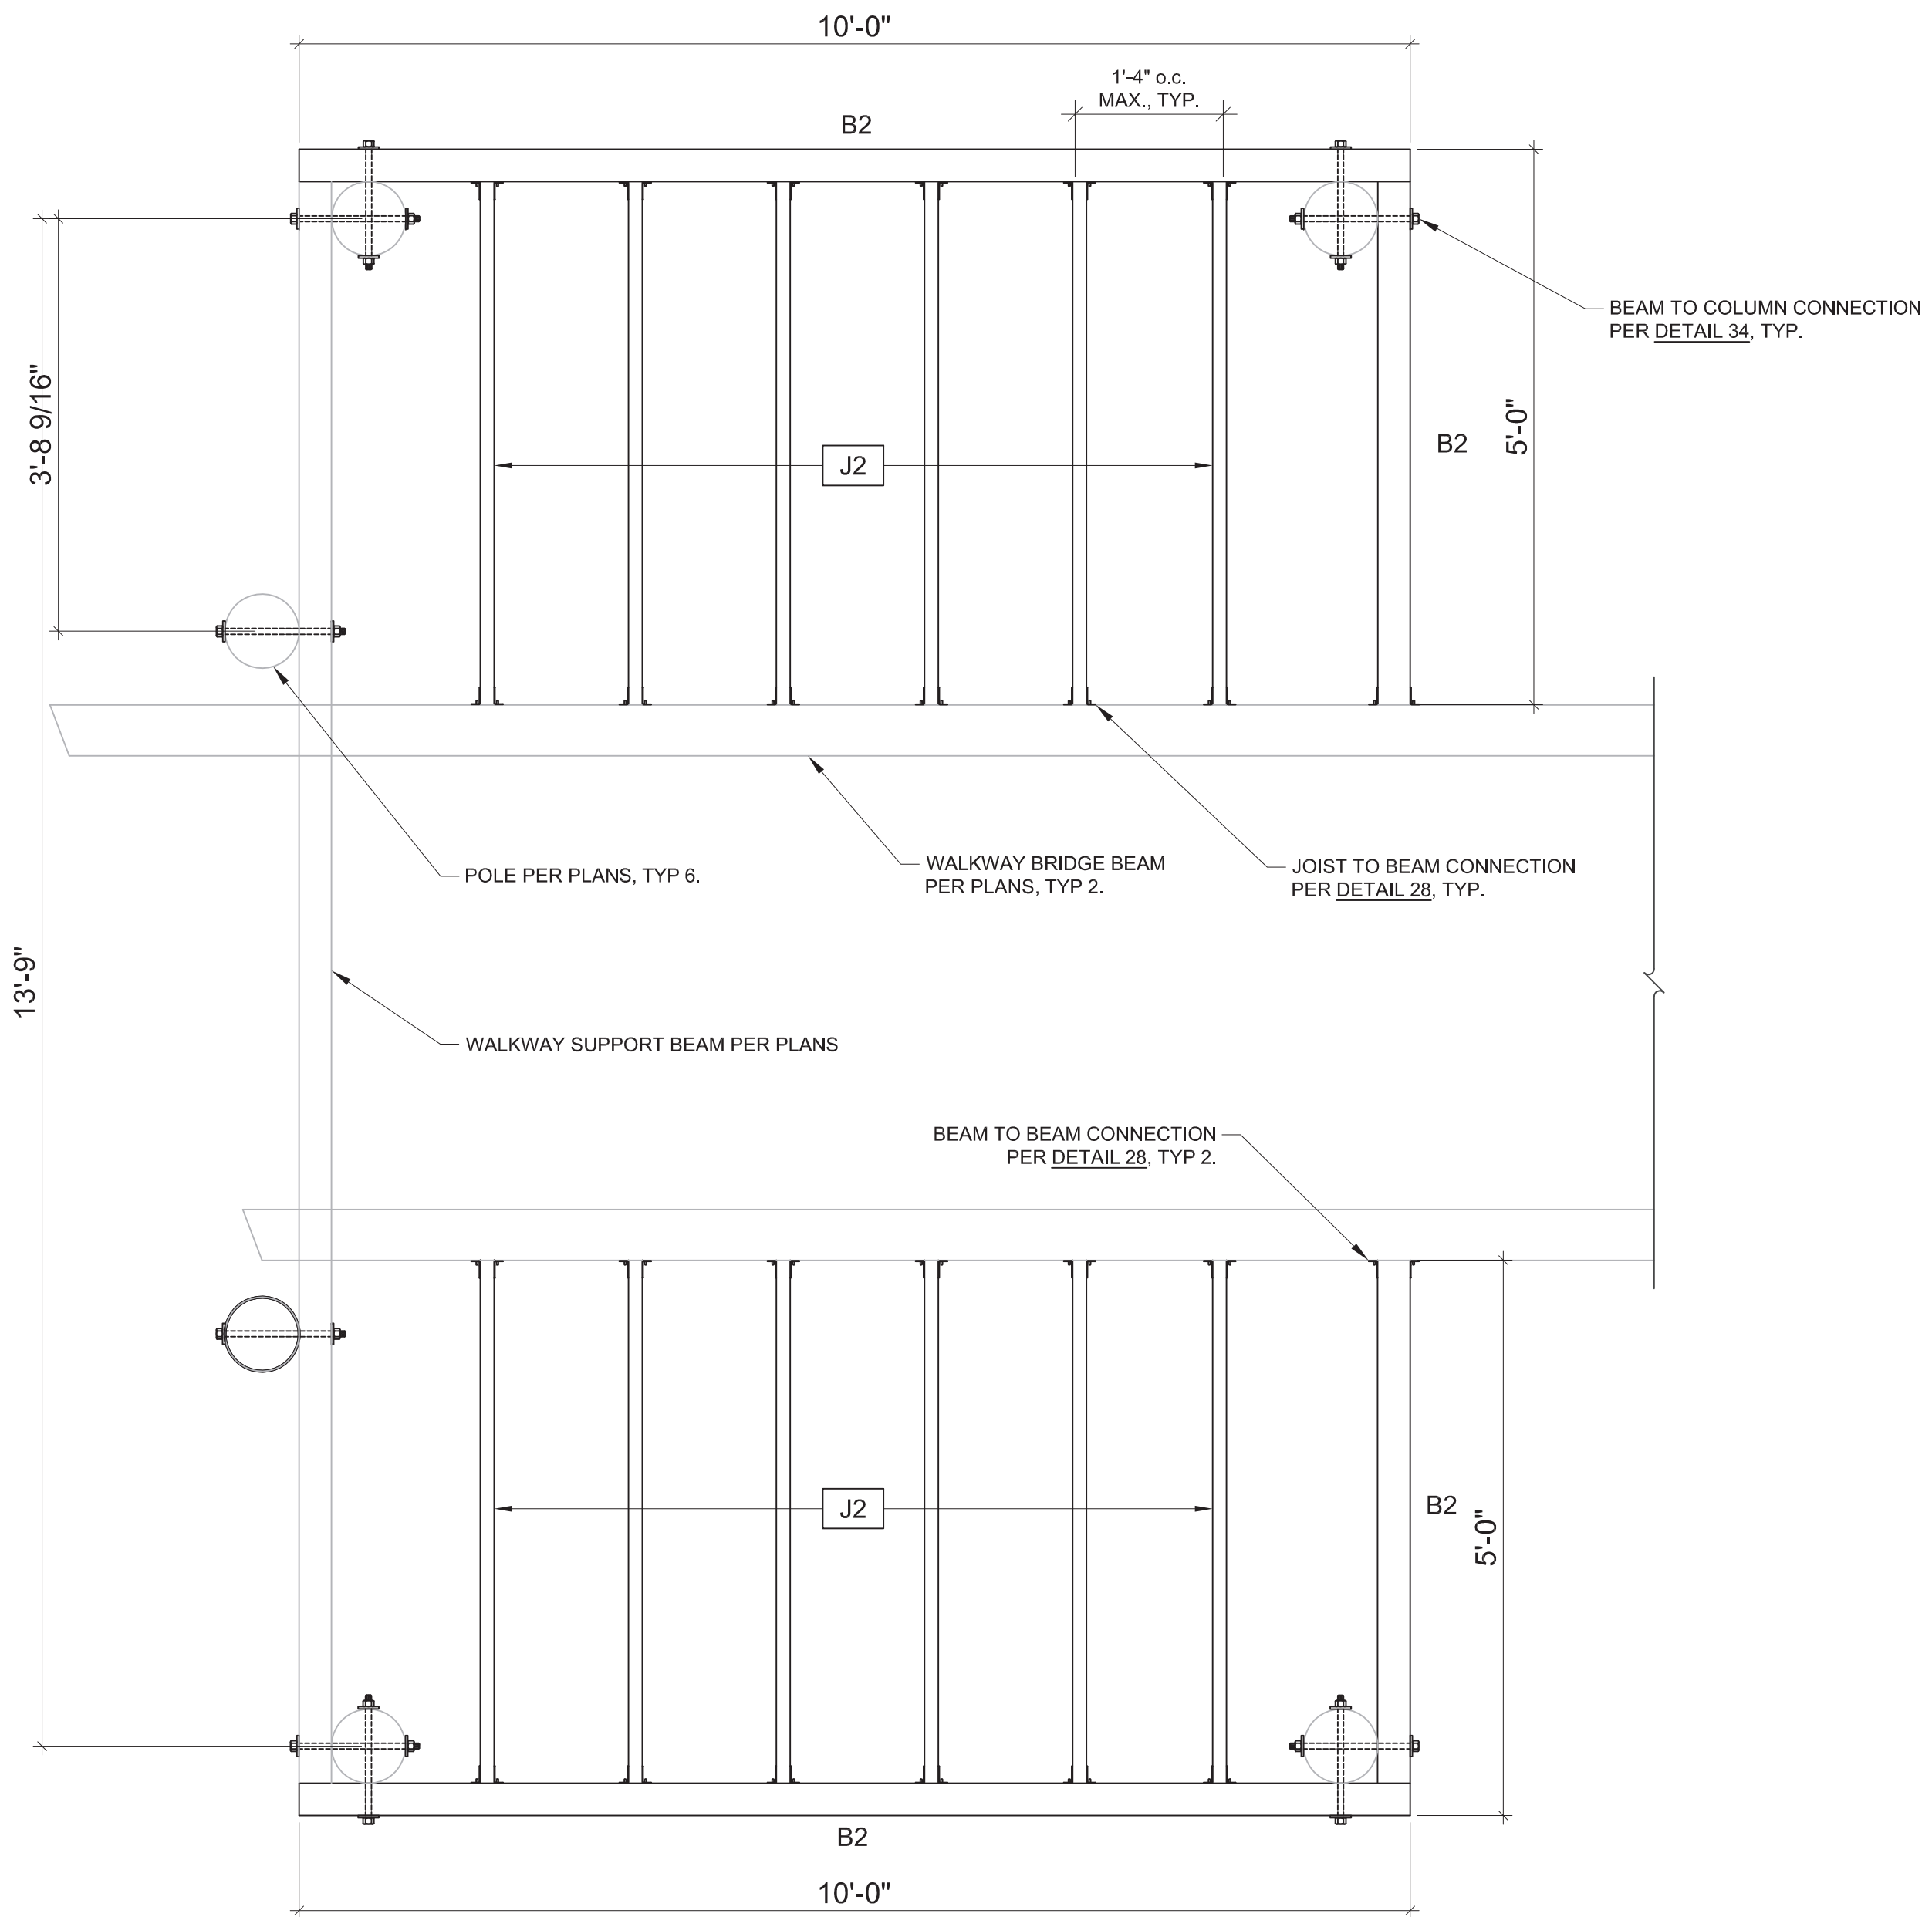 10'-0"
1'-4" o.c.
MAX., TYP.
B2
BEAM TO COLUMN CONNECTION
PER DETAIL 34, TYP.
3'-8 9/16"
5'-0"
B2
J2
POLE PER PLANS, TYP 6.
WALKWAY BRIDGE BEAM
PER PLANS, TYP 2.
JOIST TO BEAM CONNECTION
PER DETAIL 28, TYP.
13'-9"
WALKWAY SUPPORT BEAM PER PLANS
BEAM TO BEAM CONNECTION
PER DETAIL 28, TYP 2.
J2
B2
5'-0"
B2
10'-0"